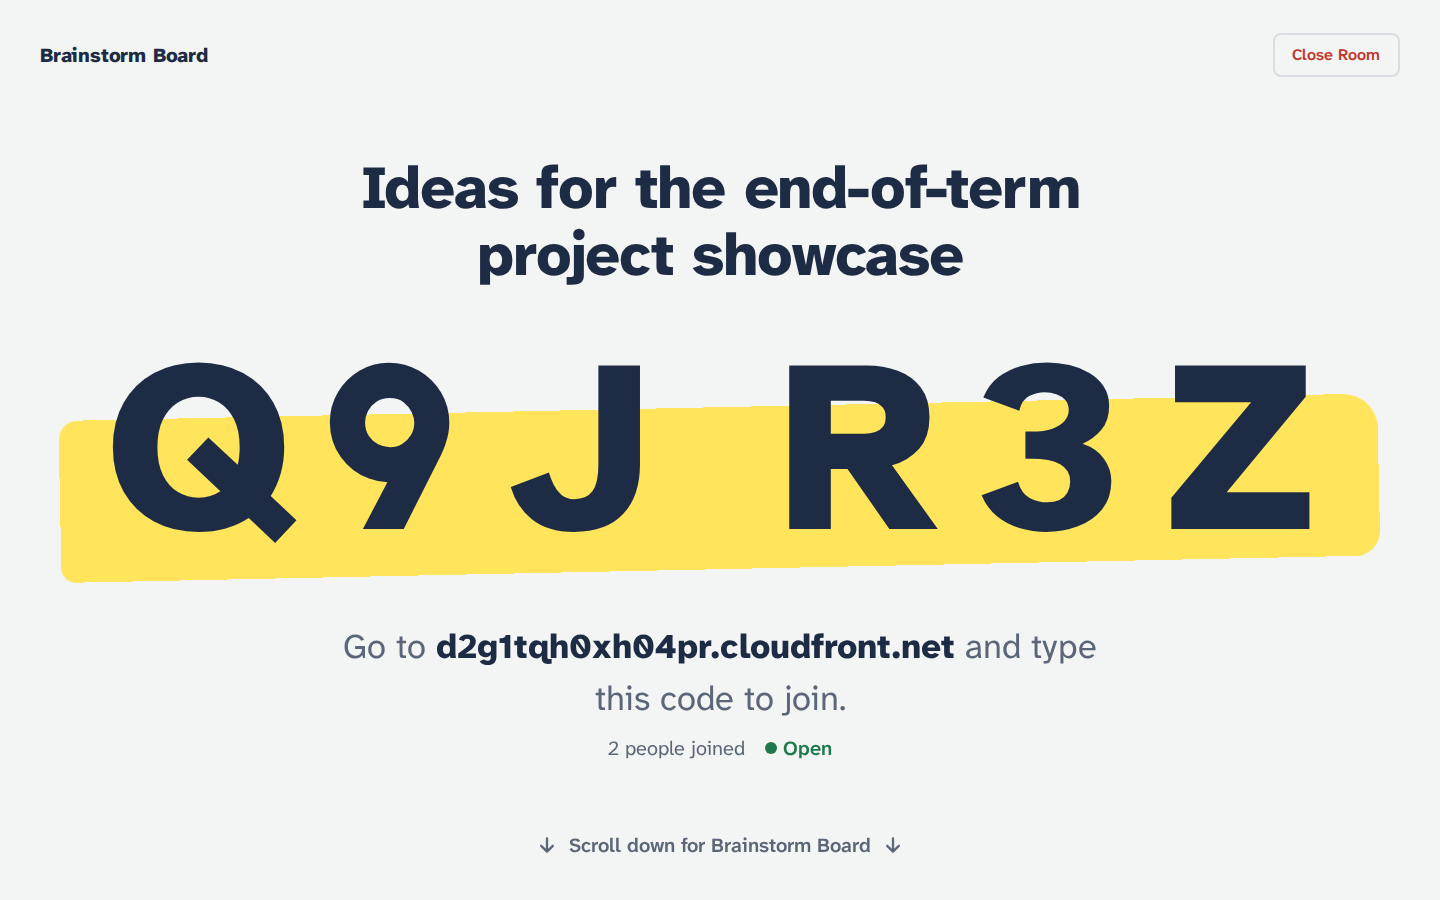 Brainstorm Board
Close Room
Ideas for the end-of-term
project showcase
Q9J R3Z
Go to d2g1tqh0xh04pr.cloudfront.net and type
this code to join.
2 people joined ● Open
↓ Scroll down for Brainstorm Board ↓